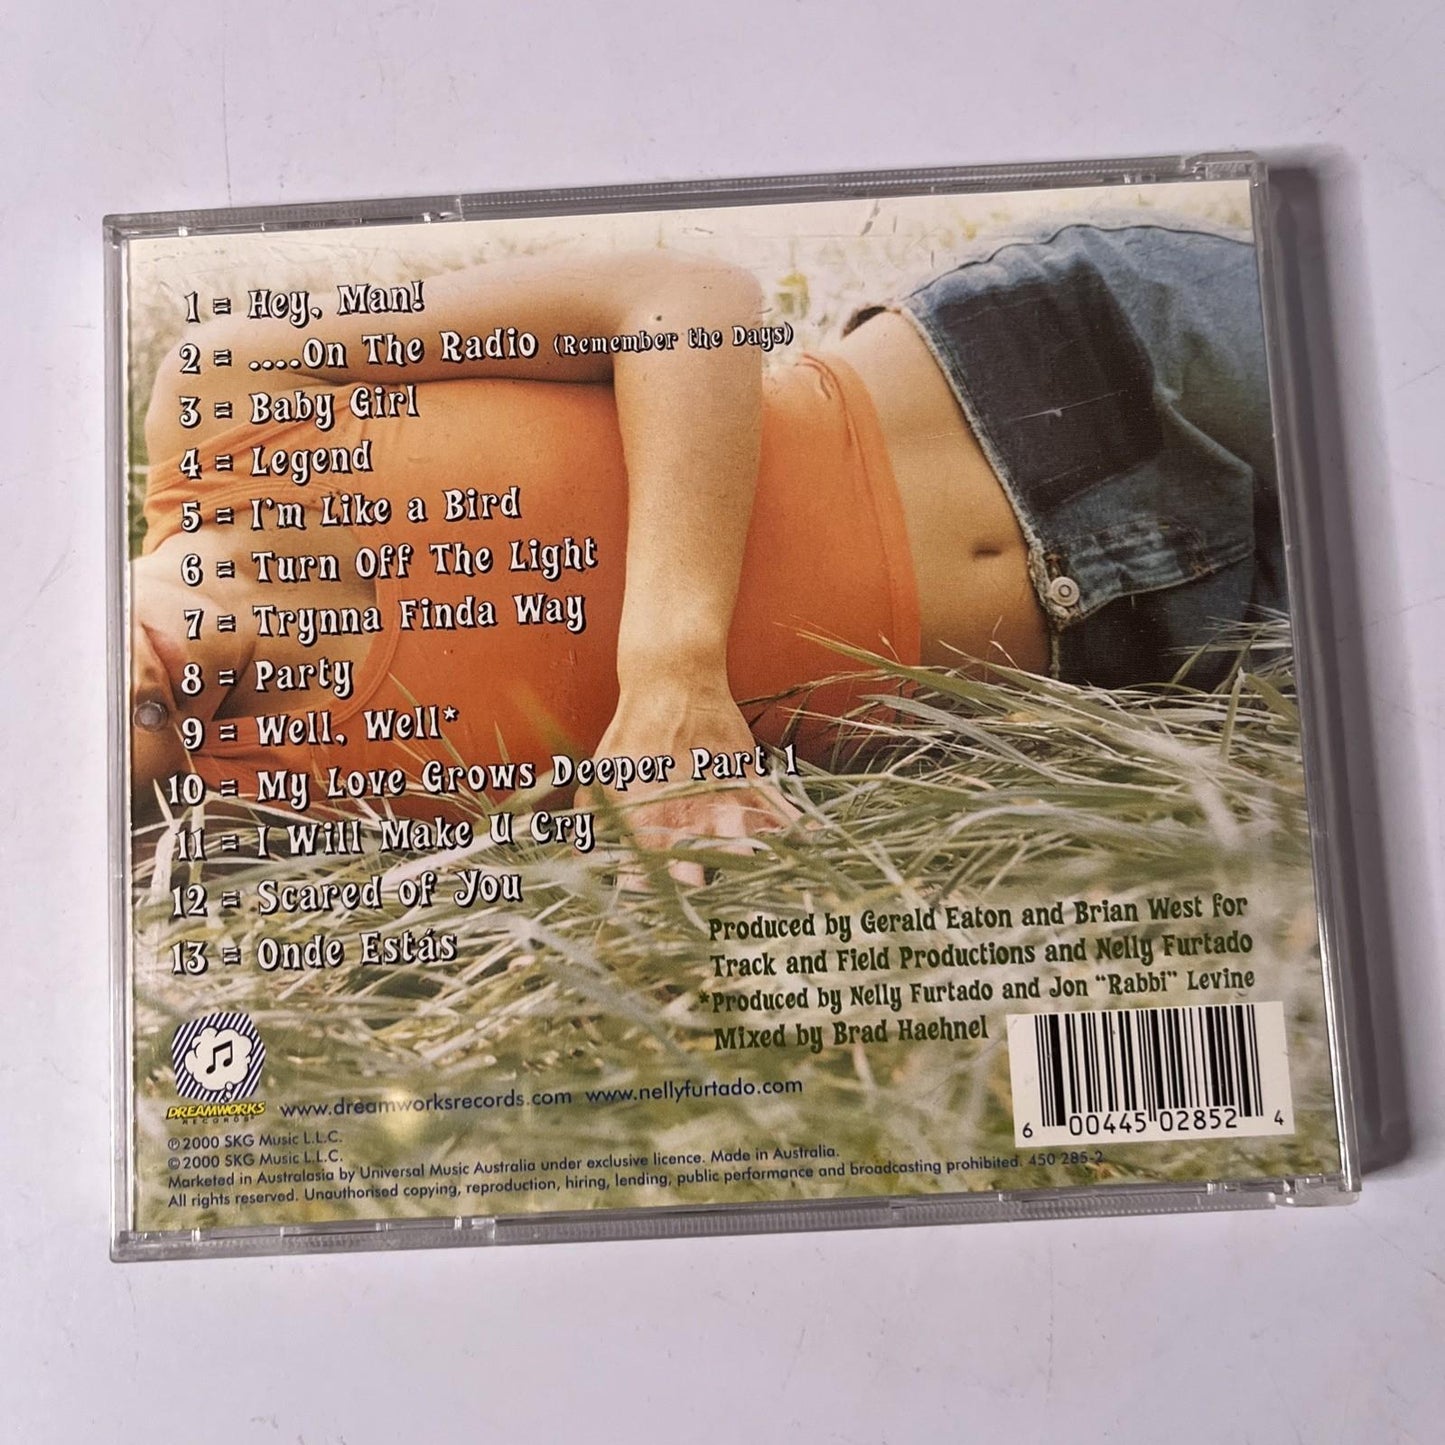 1 = Hey, Man!
2 = ....On The Radio (Remember the Days)
3 = Baby Girl
4 = Legend
5 = I'm Like a Bird
6 = Turn Off The Light
7 = Trynna Finda Way
8 = Party
9 = Well, Well*
10 = My Love Grows Deeper Part 1
11 = I Will Make U Cry
12 = Scared of You
13 = Onde Estás
Produced by Gerald Eaton and Brian West for
Track and Field Productions and Nelly Furtado
*Produced by Nelly Furtado and Jon "Rabbi" Levine
Mixed by Brad Haehnel
DREAMWORKS
RECORDS
www.dreamworksrecords.com www.nellyfurtado.com
6 00445 02852 4
℗ 2000 SKG Music L.L.C.
© 2000 SKG Music L.L.C.
Marketed in Australasia by Universal Music Australia under exclusive licence. Made in Australia.
All rights reserved. Unauthorised copying, reproduction, hiring, lending, public performance and broadcasting prohibited. 450 285-2